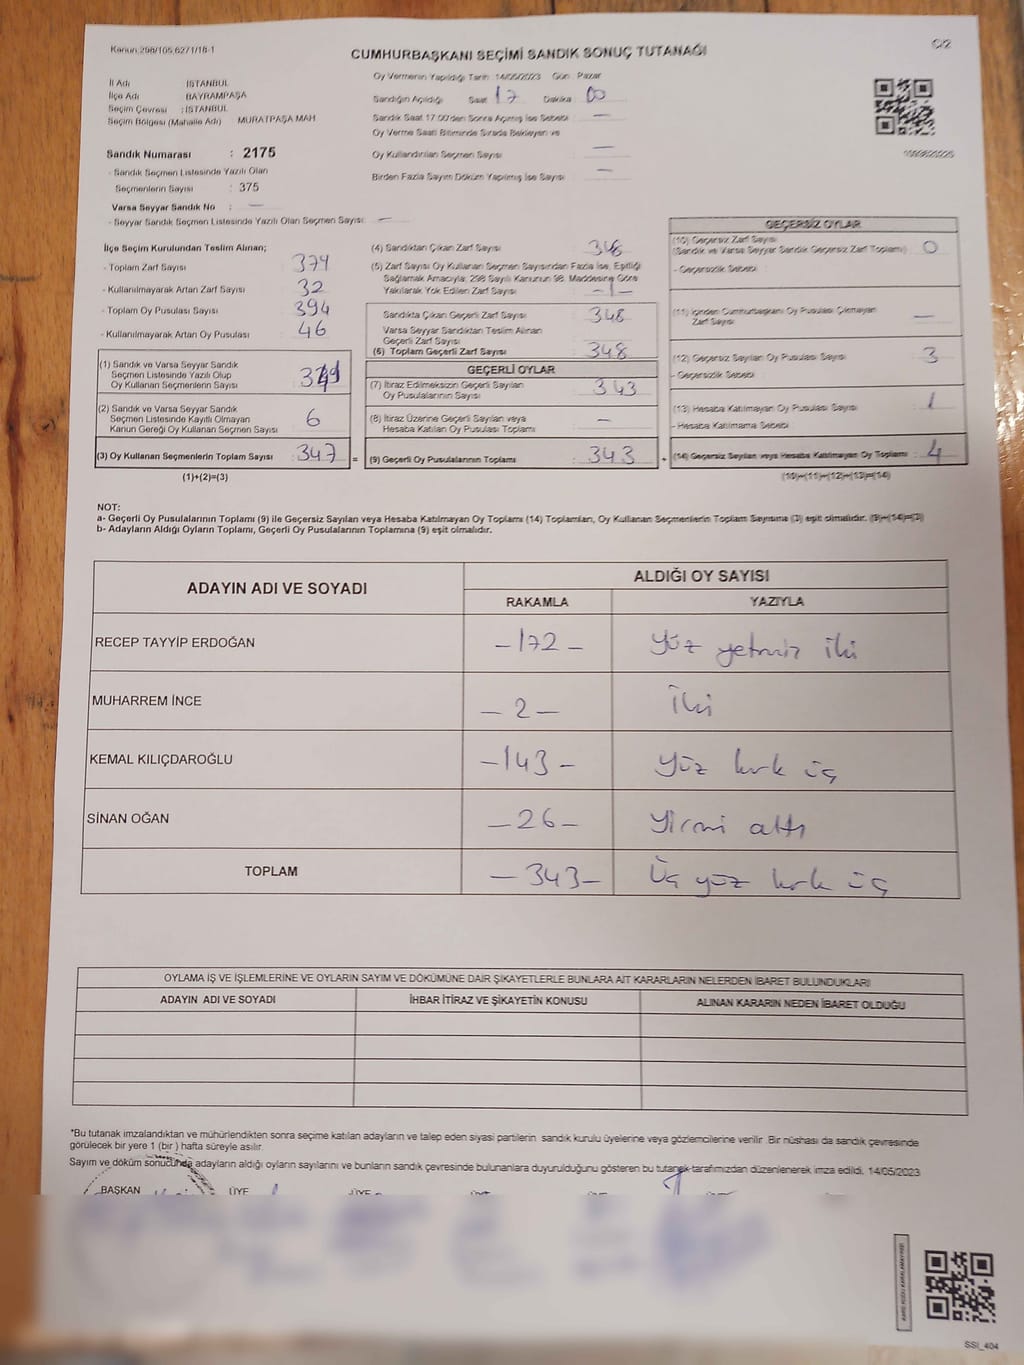 Kanun:298/105,6271/18-1
C/2
CUMHURBAŞKANI SEÇİMİ SANDIK SONUÇ TUTANAĞI
İl Adı İSTANBUL
İlçe Adı BAYRAMPAŞA
Seçim Çevresi : İSTANBUL
Seçim Bölgesi (Mahalle Adı) MURATPAŞA MAH.
Sandık Numarası : 2175
- Sandık Seçmen Listesinde Yazılı Olan
Seçmenlerin Sayısı : 375
Varsa Seyyar Sandık No : —
- Seyyar Sandık Seçmen Listesinde Yazılı Olan Seçmen Sayısı —
Oy Vermenin Yapıldığı Tarih :14/05/2023 Gün Pazar
Sandığın Açıldığı Saat 17 Dakika 00
Sandık Saat 17.00'den Sonra Açılmış İse Sebebi : —
Oy Verme Saati Bitiminde Sırada Bekleyen ve
Oy Kullandırılan Seçmen Sayısı —
Birden Fazla Sayım Döküm Yapılmış İse Sayısı —
İlçe Seçim Kurulundan Teslim Alınan;
- Toplam Zarf Sayısı 379
- Kullanılmayarak Artan Zarf Sayısı 32
- Toplam Oy Pusulası Sayısı 394
- Kullanılmayarak Artan Oy Pusulası 46
(1) Sandık ve Varsa Seyyar Sandık
Seçmen Listesinde Yazılı Olup
Oy Kullanan Seçmenlerin Sayısı
(2) Sandık ve Varsa Seyyar Sandık
Seçmen Listesinde Kayıtlı Olmayan 6
Kanun Gereği Oy Kullanan Seçmen Sayısı
(3) Oy Kullanan Seçmenlerin Toplam Sayısı : 347 =
(1)+(2)=(3)
(4) Sandıktan Çıkan Zarf Sayısı 348
(5) Zarf Sayısı Oy Kullanan Seçmen Sayısından Fazla İse, Eşitliği
Sağlamak Amacıyla; 298 Sayılı Kanunun 98. Maddesine Göre
Yakılarak Yok Edilen Zarf Sayısı -1-
Sandıkta Çıkan Geçerli Zarf Sayısı : 348
Varsa Seyyar Sandıktan Teslim Alınan
Geçerli Zarf Sayısı
(6) Toplam Geçerli Zarf Sayısı 348
GEÇERLİ OYLAR
(7) İtiraz Edilmeksizin Geçerli Sayılan 343
Oy Pusulalarının Sayısı
(8) İtiraz Üzerine Geçerli Sayılan veya —
Hesaba Katılan Oy Pusulası Toplamı
(9) Geçerli Oy Pusulalarının Toplamı : 343 +
GEÇERSİZ OYLAR
(10) Geçersiz Zarf Sayısı 0
(Sandık ve Varsa Seyyar Sandık Geçersiz Zarf Toplamı)
- Geçersizlik Sebebi :
(11) İçinden Cumhurbaşkanı Oy Pusulası Çıkmayan —
Zarf Sayısı
(12) Geçersiz Sayılan Oy Pusulası Sayısı 3
- Geçersizlik Sebebi
(13) Hesaba Katılmayan Oy Pusulası Sayısı 1
- Hesaba Katılmama Sebebi
(14) Geçersiz Sayılan veya Hesaba Katılmayan Oy Toplamı : 4
(10)+(11)+(12)+(13)=(14)
NOT:
a- Geçerli Oy Pusulalarının Toplamı (9) ile Geçersiz Sayılan veya Hesaba Katılmayan Oy Toplamı (14) Toplamları, Oy Kullanan Seçmenlerin Toplam Sayısına (3) eşit olmalıdır. (9)+(14)=(3)
b- Adayların Aldığı Oyların Toplamı, Geçerli Oy Pusulalarının Toplamına (9) eşit olmalıdır.
ADAYIN ADI VE SOYADI ALDIĞI OY SAYISI
RAKAMLA YAZIYLA
RECEP TAYYİP ERDOĞAN -172- Yüz yetmiş iki
MUHARREM İNCE -2- İki
KEMAL KILIÇDAROĞLU -143- Yüz kırk üç
SİNAN OĞAN -26- Yirmi altı
TOPLAM -343- Üç yüz kırk üç
OYLAMA İŞ VE İŞLEMLERİNE VE OYLARIN SAYIM VE DÖKÜMÜNE DAİR ŞİKAYETLERLE BUNLARA AİT KARARLARIN NELERDEN İBARET BULUNDUKLARI
ADAYIN ADI VE SOYADI İHBAR İTİRAZ VE ŞİKAYETİN KONUSU ALINAN KARARIN NEDEN İBARET OLDUĞU
*Bu tutanak imzalandıktan ve mühürlendikten sonra seçime katılan adayların ve talep eden siyasi partilerin sandık kurulu üyelerine veya gözlemcilerine verilir. Bir nüshası da sandık çevresinde
görülecek bir yere 1 (bir ) hafta süreyle asılır.
Sayım ve döküm sonucunda adayların aldığı oyların sayılarını ve bunların sandık çevresinde bulunanlara duyurulduğunu gösteren bu tutanak tarafımızdan düzenlenerek imza edildi. 14/05/2023
BAŞKAN ÜYE ÜYE
SSI_404